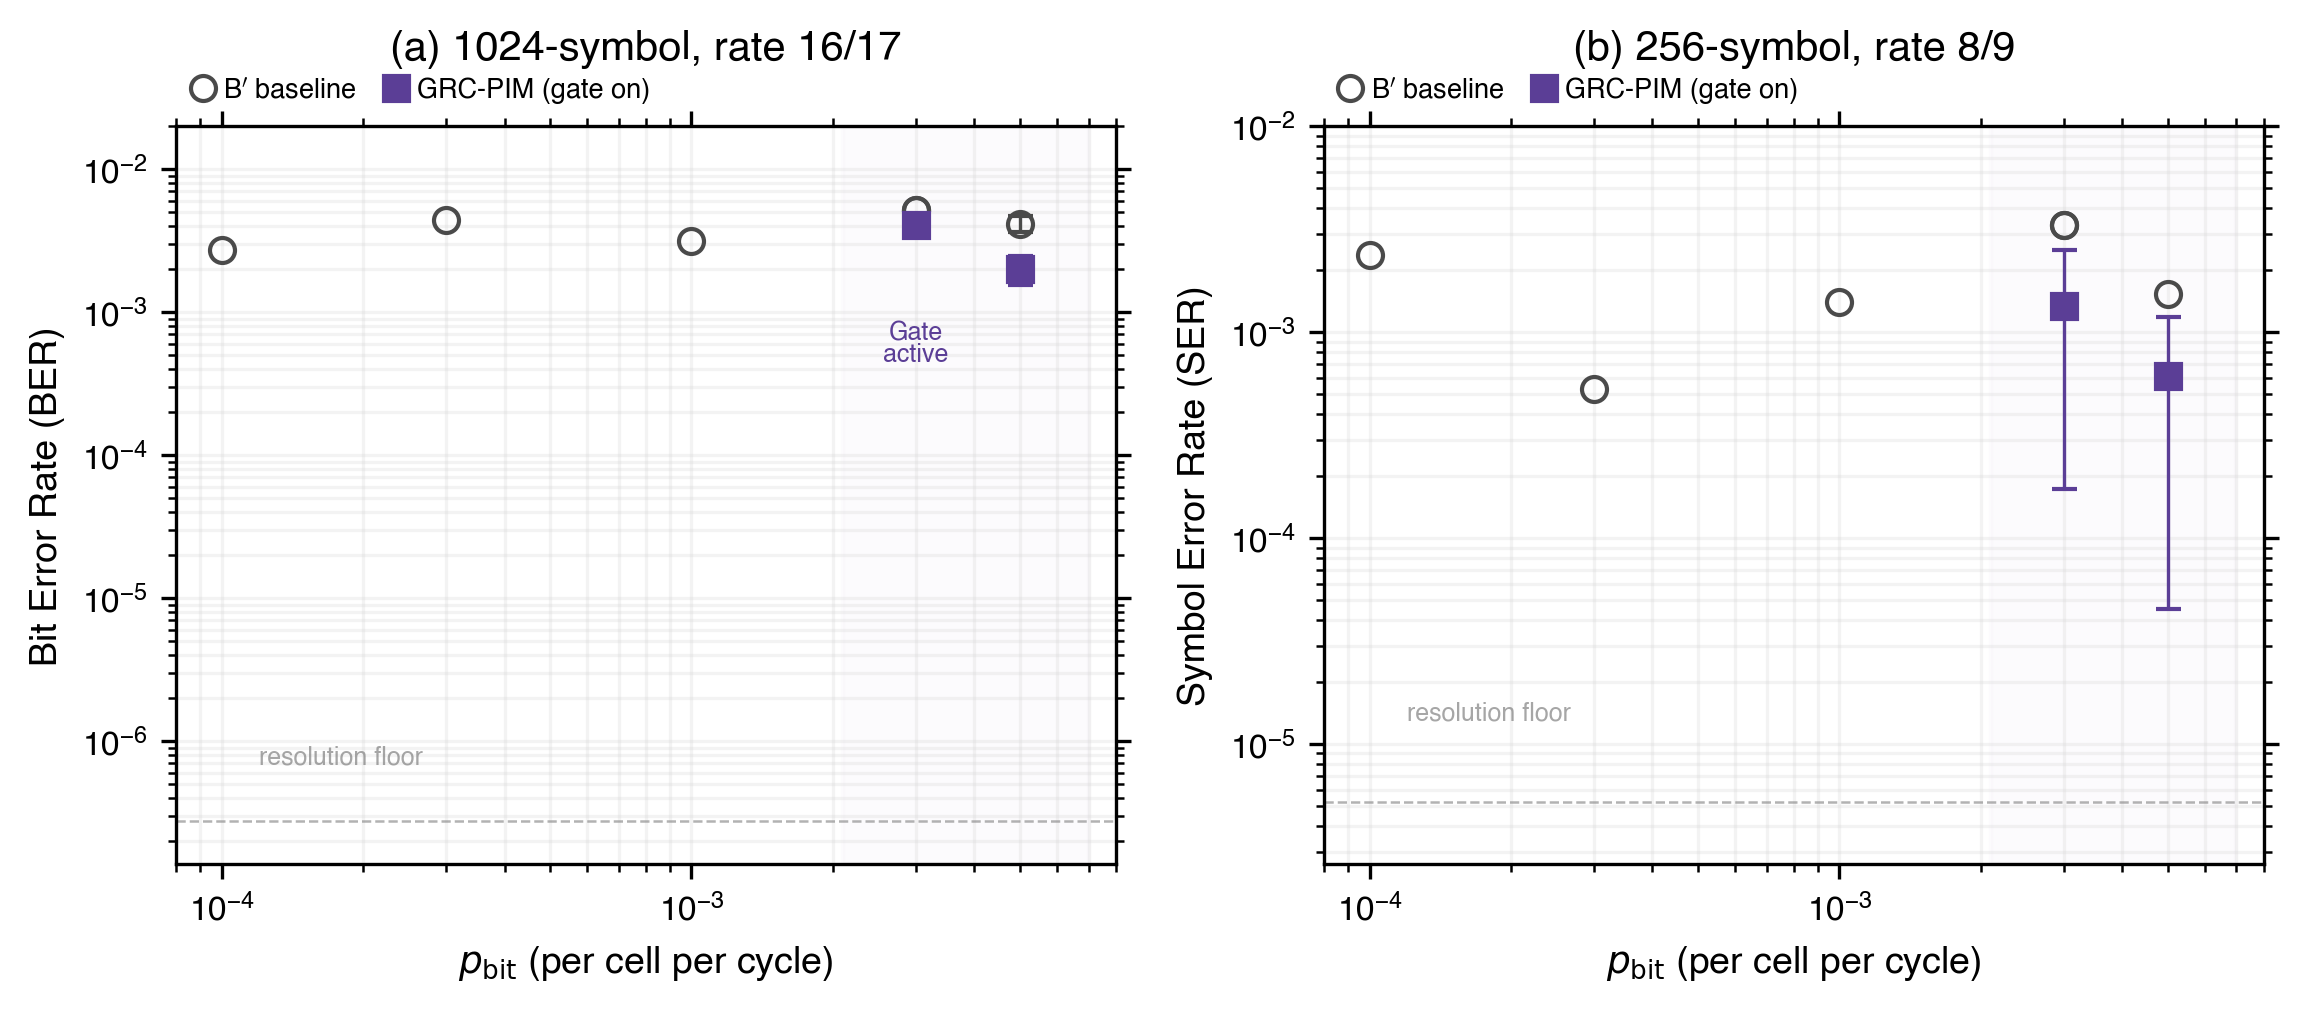 (a) 1024-symbol, rate 16/17
B′ baseline GRC-PIM (gate on)
Bit Error Rate (BER)
10⁻²
10⁻³
10⁻⁴
10⁻⁵
10⁻⁶
Gate
active
resolution floor
10⁻⁴ 10⁻³
p_bit (per cell per cycle)
(b) 256-symbol, rate 8/9
B′ baseline GRC-PIM (gate on)
Symbol Error Rate (SER)
10⁻²
10⁻³
10⁻⁴
10⁻⁵
resolution floor
10⁻⁴ 10⁻³
p_bit (per cell per cycle)